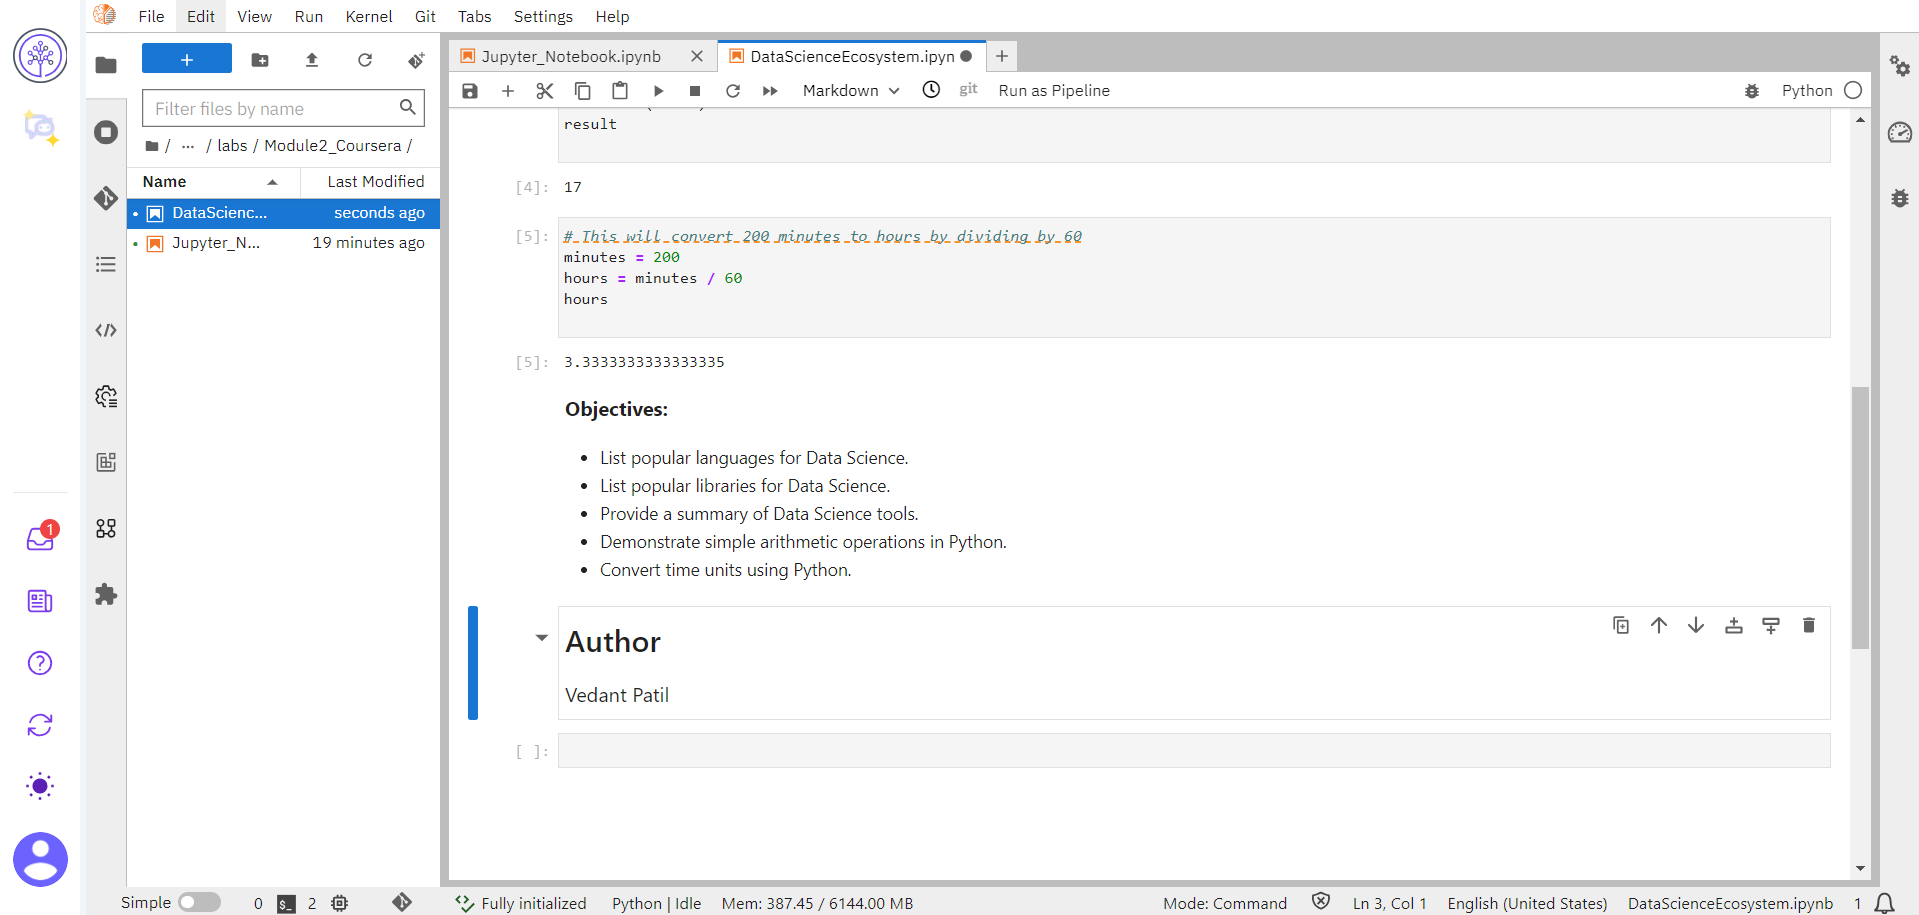 File Edit View Run Kernel Git Tabs Settings Help
+
Filter files by name
/ ... / labs / Module2_Coursera /
Name Last Modified
DataScienc... seconds ago
Jupyter_N... 19 minutes ago
Jupyter_Notebook.ipynb
DataScienceEcosystem.ipyn
Markdown git Run as Pipeline Python
result
[4]: 17
[5]: # This will convert 200 minutes to hours by dividing by 60
minutes = 200
hours = minutes / 60
hours
[5]: 3.3333333333333335
Objectives:
• List popular languages for Data Science.
• List popular libraries for Data Science.
• Provide a summary of Data Science tools.
• Demonstrate simple arithmetic operations in Python.
• Convert time units using Python.
Author
Vedant Patil
[ ]:
1
Simple 0 $_ 2 Fully initialized Python | Idle Mem: 387.45 / 6144.00 MB Mode: Command Ln 3, Col 1 English (United States) DataScienceEcosystem.ipynb 1